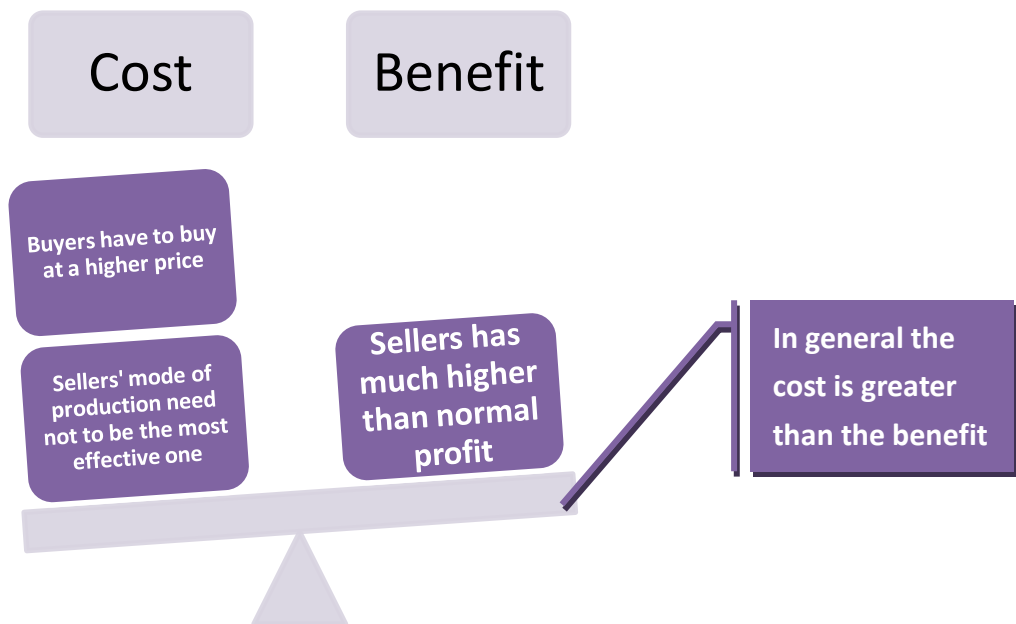 Cost
Benefit
Buyers have to buy
at a higher price
Sellers' mode of
production need
not to be the most
effective one
Sellers has
much higher
than normal
profit
In general the
cost is greater
than the benefit